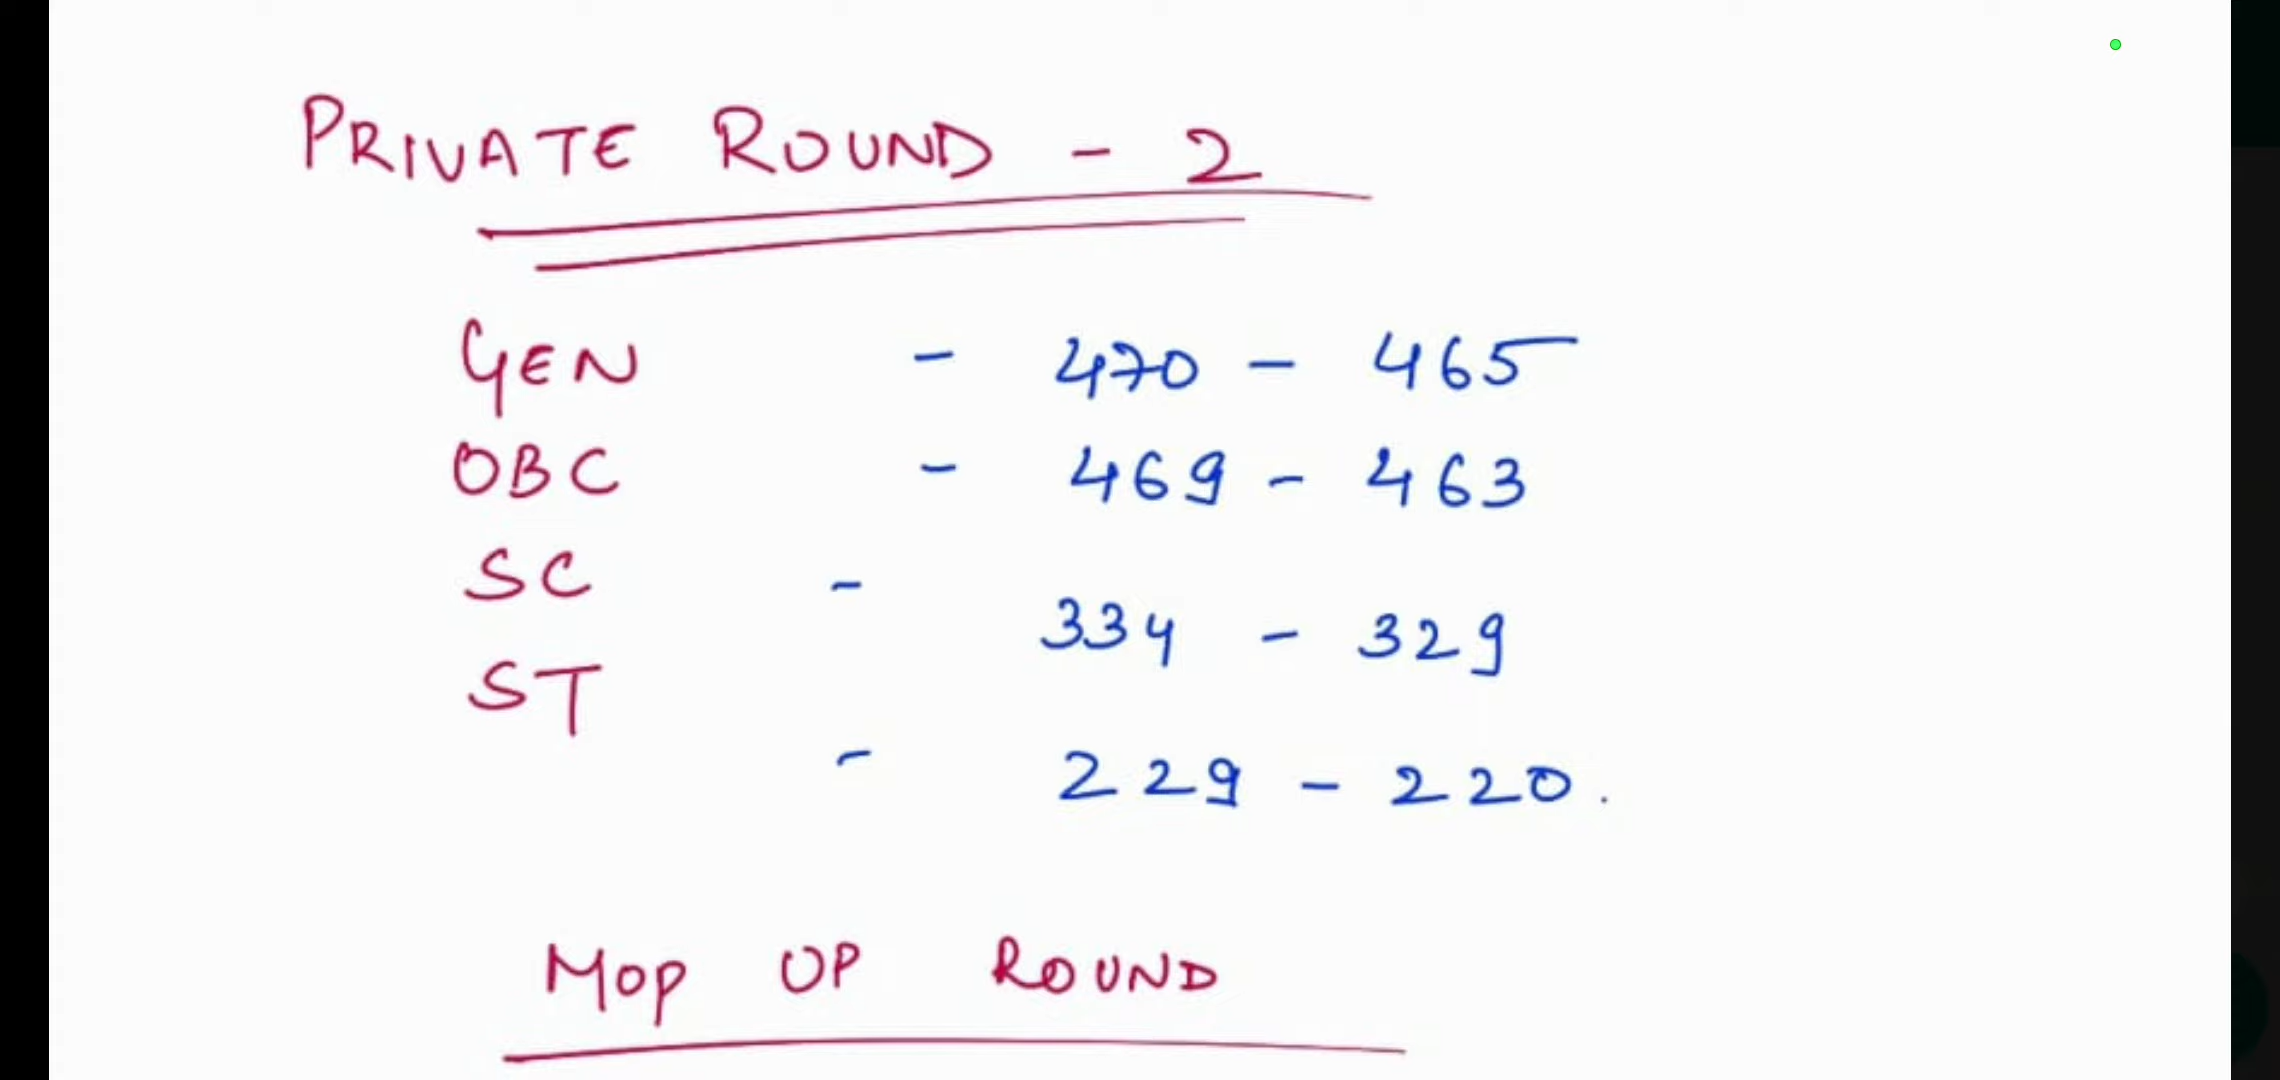 PRIVATE ROUND - 2
GEN - 470 - 465
OBC - 469 - 463
SC - 334 - 329
ST - 229 - 220.
MOP UP ROUND